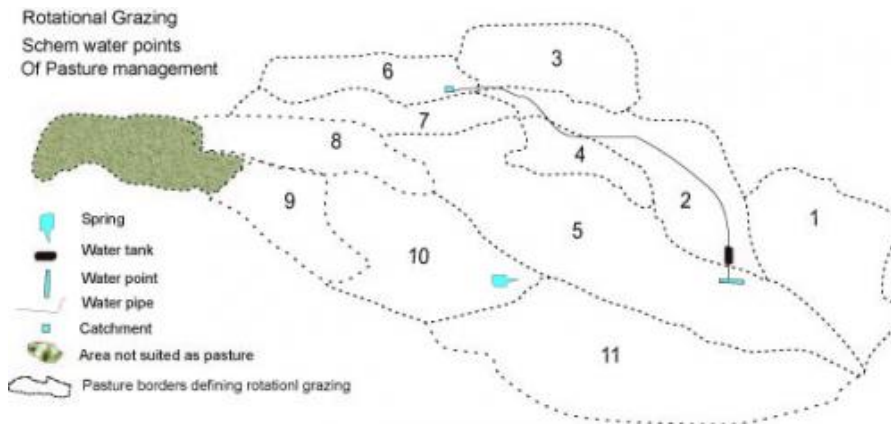 Rotational Grazing
Schem water points
Of Pasture management
3
6
7
8
4
2
9
1
5
10
11
Spring
Water tank
Water point
Water pipe
Catchment
Area not suited as pasture
Pasture borders defining rotationl grazing